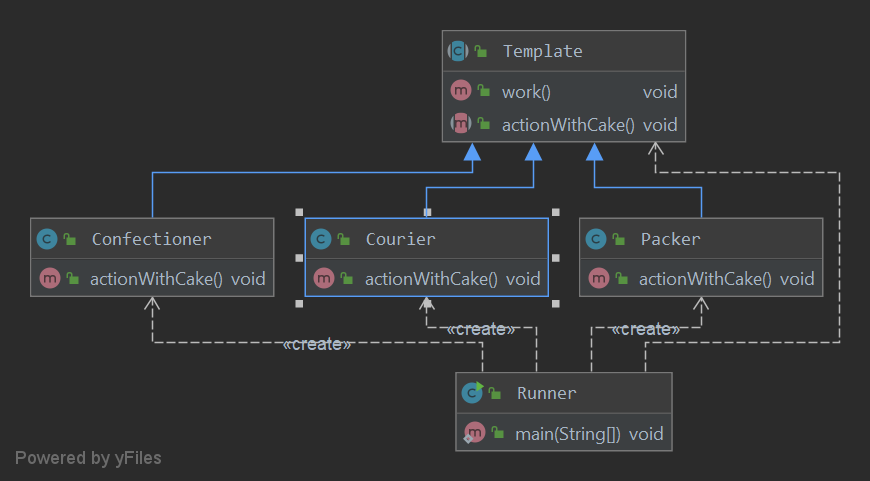 Template
work() void
actionWithCake() void
Confectioner
actionWithCake() void
Courier
actionWithCake() void
Packer
actionWithCake() void
«create»
«create»
«create»
Runner
main(String[]) void
Powered by yFiles